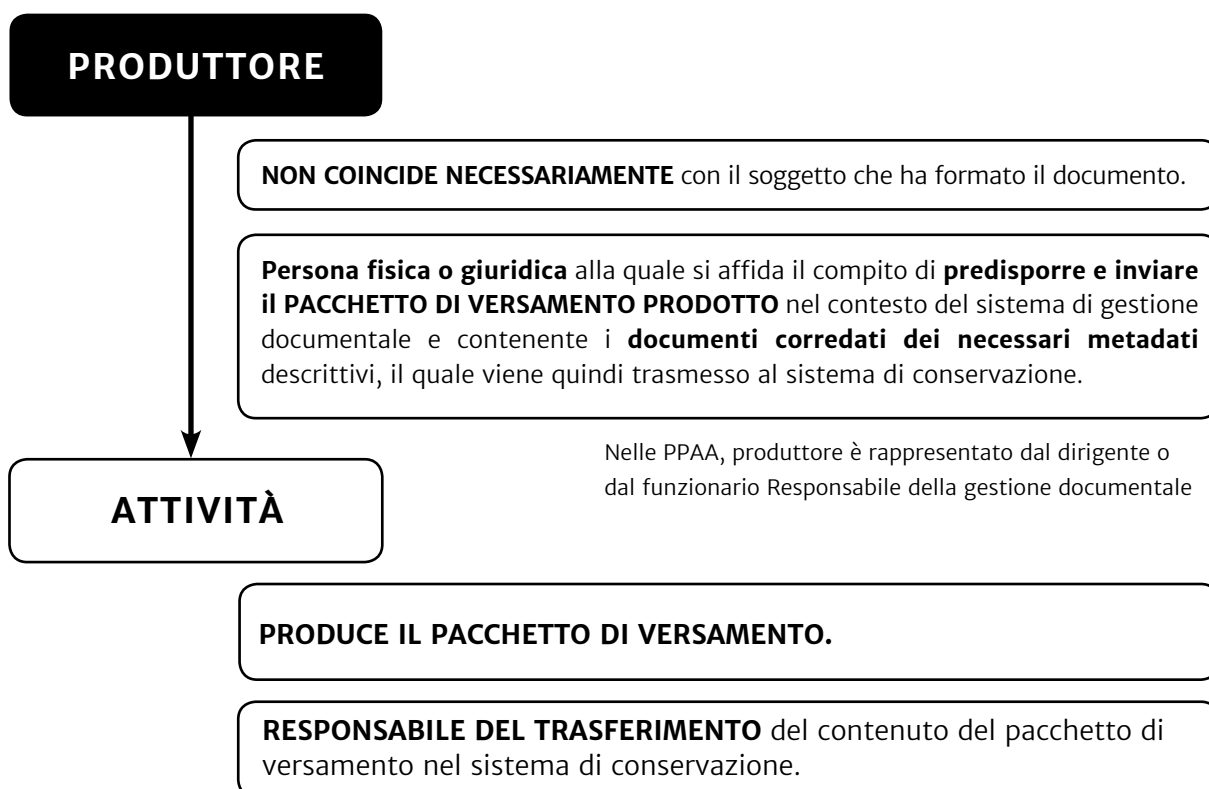 PRODUTTORE
NON COINCIDE NECESSARIAMENTE con il soggetto che ha formato il documento.
Persona fisica o giuridica alla quale si affida il compito di predisporre e inviare
il PACCHETTO DI VERSAMENTO PRODOTTO nel contesto del sistema di gestione
documentale e contenente i documenti corredati dei necessari metadati
descrittivi, il quale viene quindi trasmesso al sistema di conservazione.
Nelle PPAA, produttore è rappresentato dal dirigente o
dal funzionario Responsabile della gestione documentale
ATTIVITÀ
PRODUCE IL PACCHETTO DI VERSAMENTO.
RESPONSABILE DEL TRASFERIMENTO del contenuto del pacchetto di
versamento nel sistema di conservazione.